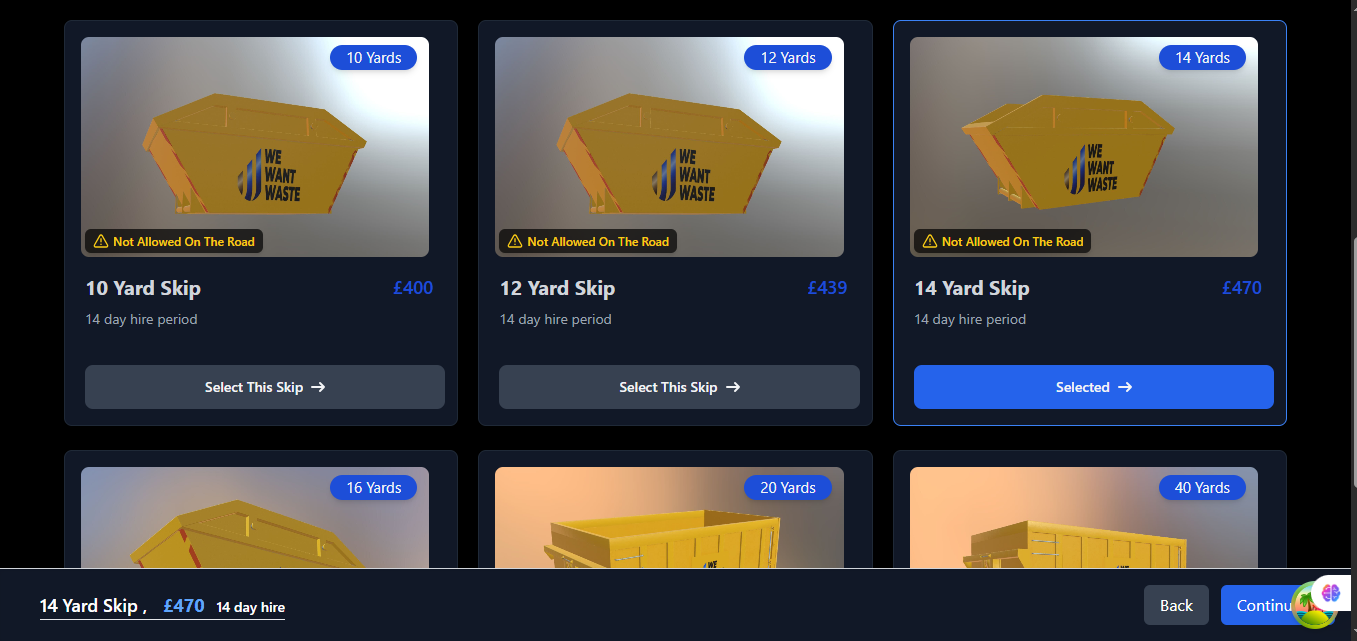 10 Yards
WE
WANT
WASTE
Not Allowed On The Road
10 Yard Skip
£400
14 day hire period
Select This Skip →
12 Yards
WE
WANT
WASTE
Not Allowed On The Road
12 Yard Skip
£439
14 day hire period
Select This Skip →
14 Yards
WE
WANT
WASTE
Not Allowed On The Road
14 Yard Skip
£470
14 day hire period
Selected →
16 Yards
20 Yards
WE
40 Yards
WE
14 Yard Skip , £470 14 day hire
Back
Continu